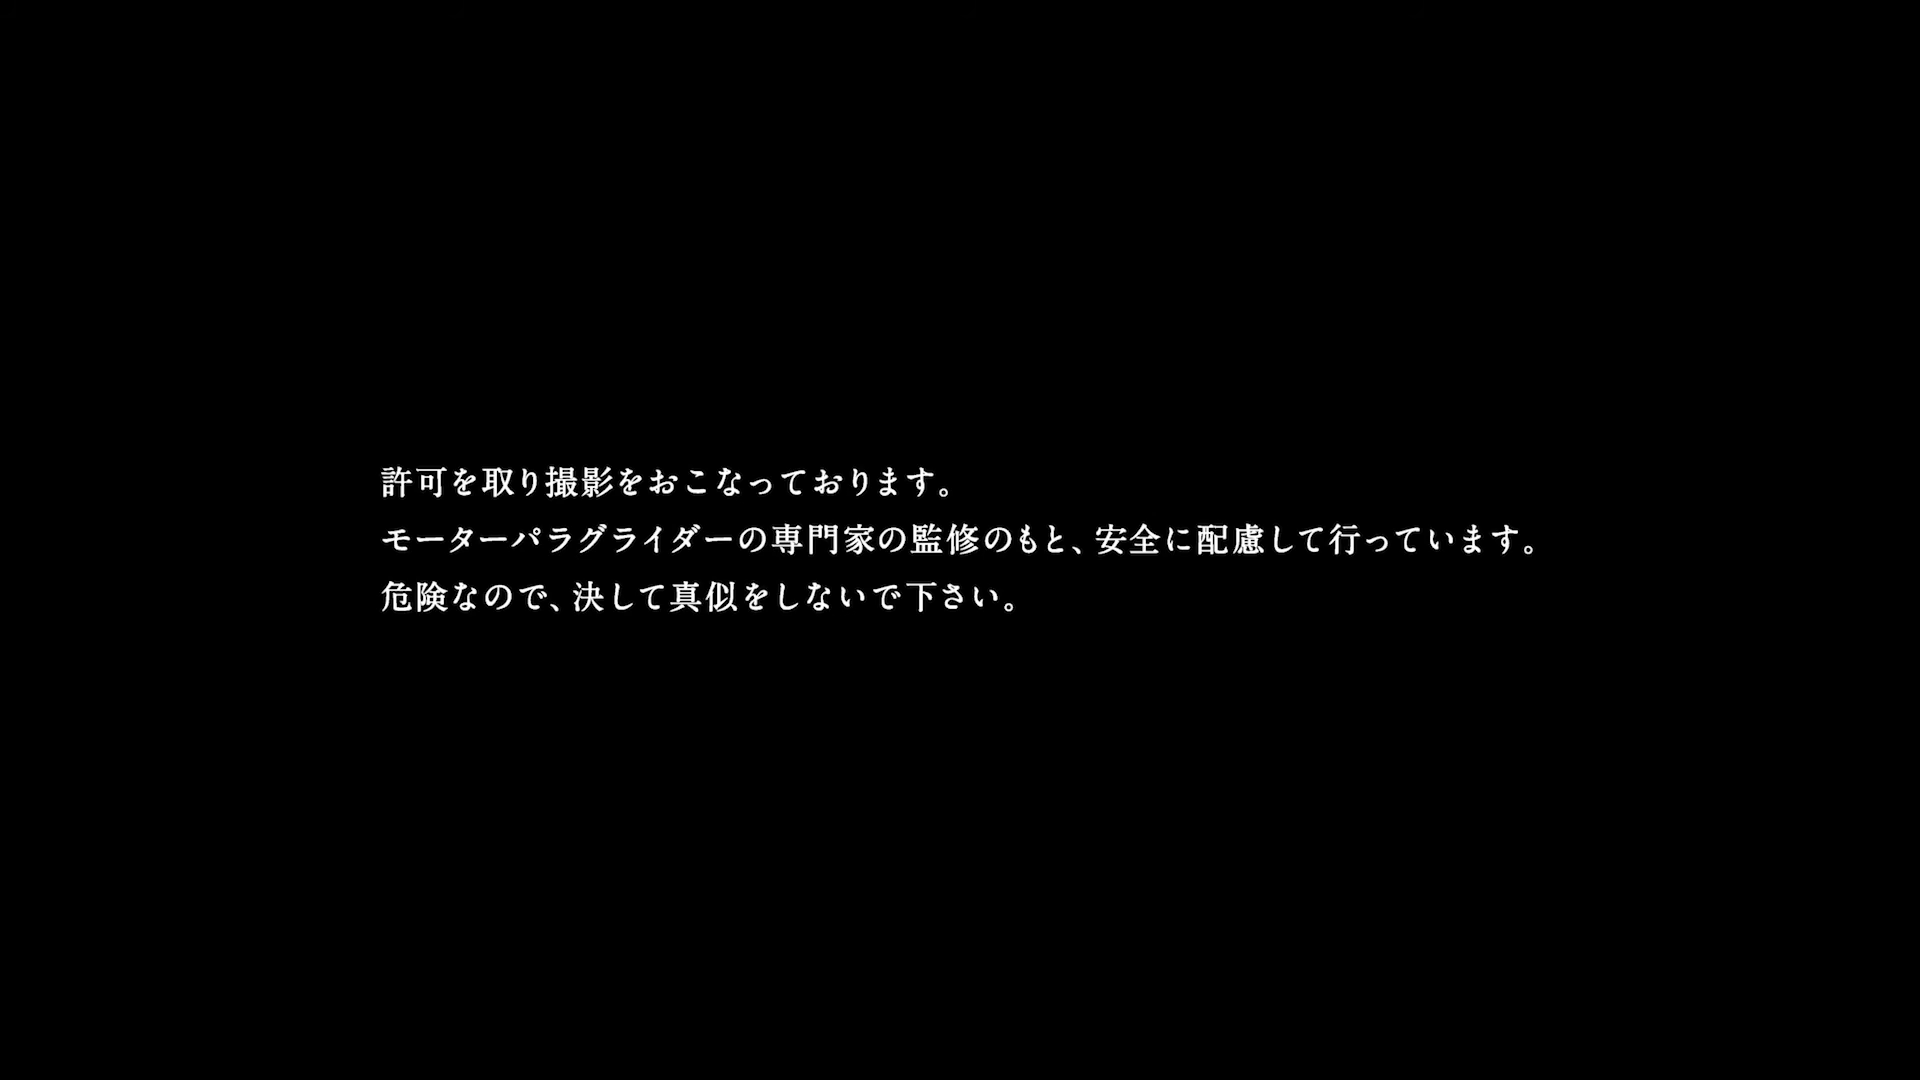 許可を取り撮影をおこなっております。
モーターパラグライダーの専門家の監修のもと、安全に配慮して行っています。
危険なので、決して真似をしないで下さい。